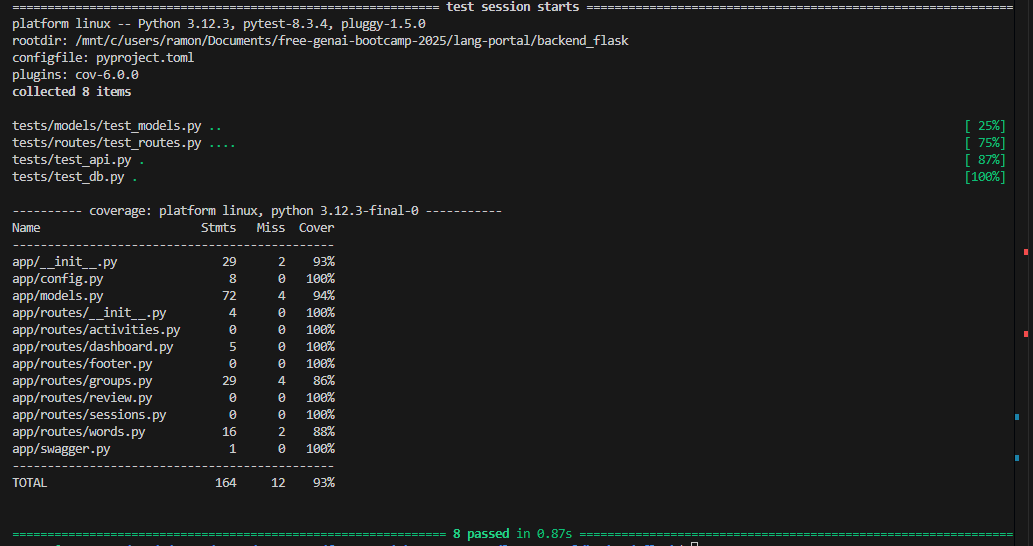 ============================================================= test session starts =============================================================
platform linux -- Python 3.12.3, pytest-8.3.4, pluggy-1.5.0
rootdir: /mnt/c/users/ramon/Documents/free-genai-bootcamp-2025/lang-portal/backend_flask
configfile: pyproject.toml
plugins: cov-6.0.0
collected 8 items
tests/models/test_models.py .. [ 25%]
tests/routes/test_routes.py .... [ 75%]
tests/test_api.py . [ 87%]
tests/test_db.py . [100%]
---------- coverage: platform linux, python 3.12.3-final-0 -----------
Name Stmts Miss Cover
----------------------------------------------
app/__init__.py 29 2 93%
app/config.py 8 0 100%
app/models.py 72 4 94%
app/routes/__init__.py 4 0 100%
app/routes/activities.py 0 0 100%
app/routes/dashboard.py 5 0 100%
app/routes/footer.py 0 0 100%
app/routes/groups.py 29 4 86%
app/routes/review.py 0 0 100%
app/routes/sessions.py 0 0 100%
app/routes/words.py 16 2 88%
app/swagger.py 1 0 100%
----------------------------------------------
TOTAL 164 12 93%
============================================================== 8 passed in 0.87s ==============================================================